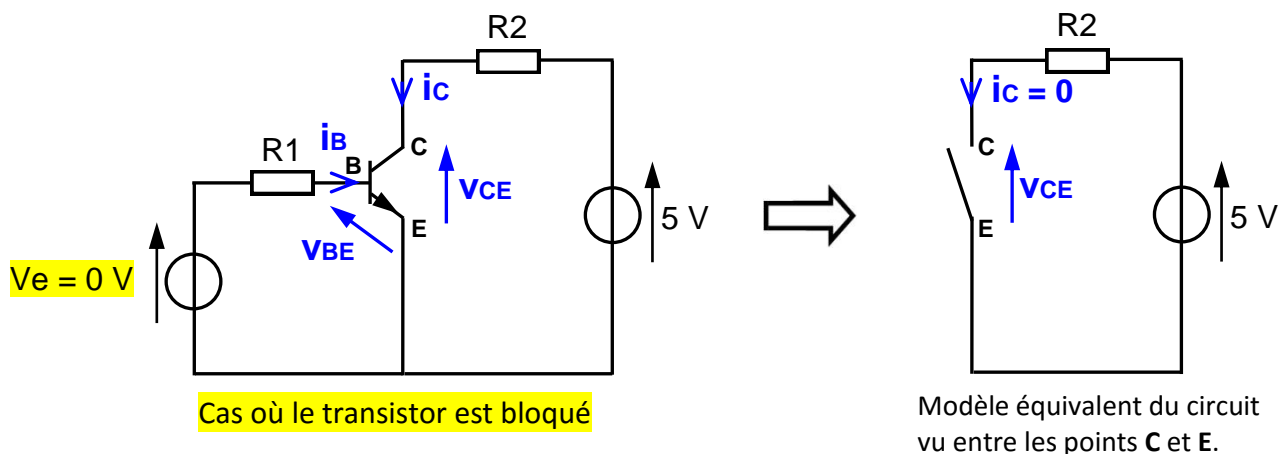 R2
iC
iB
R1
B
C
vCE
E
vBE
5 V
Ve = 0 V
Cas où le transistor est bloqué
R2
iC = 0
C
vCE
E
5 V
Modèle équivalent du circuit
vu entre les points C et E.